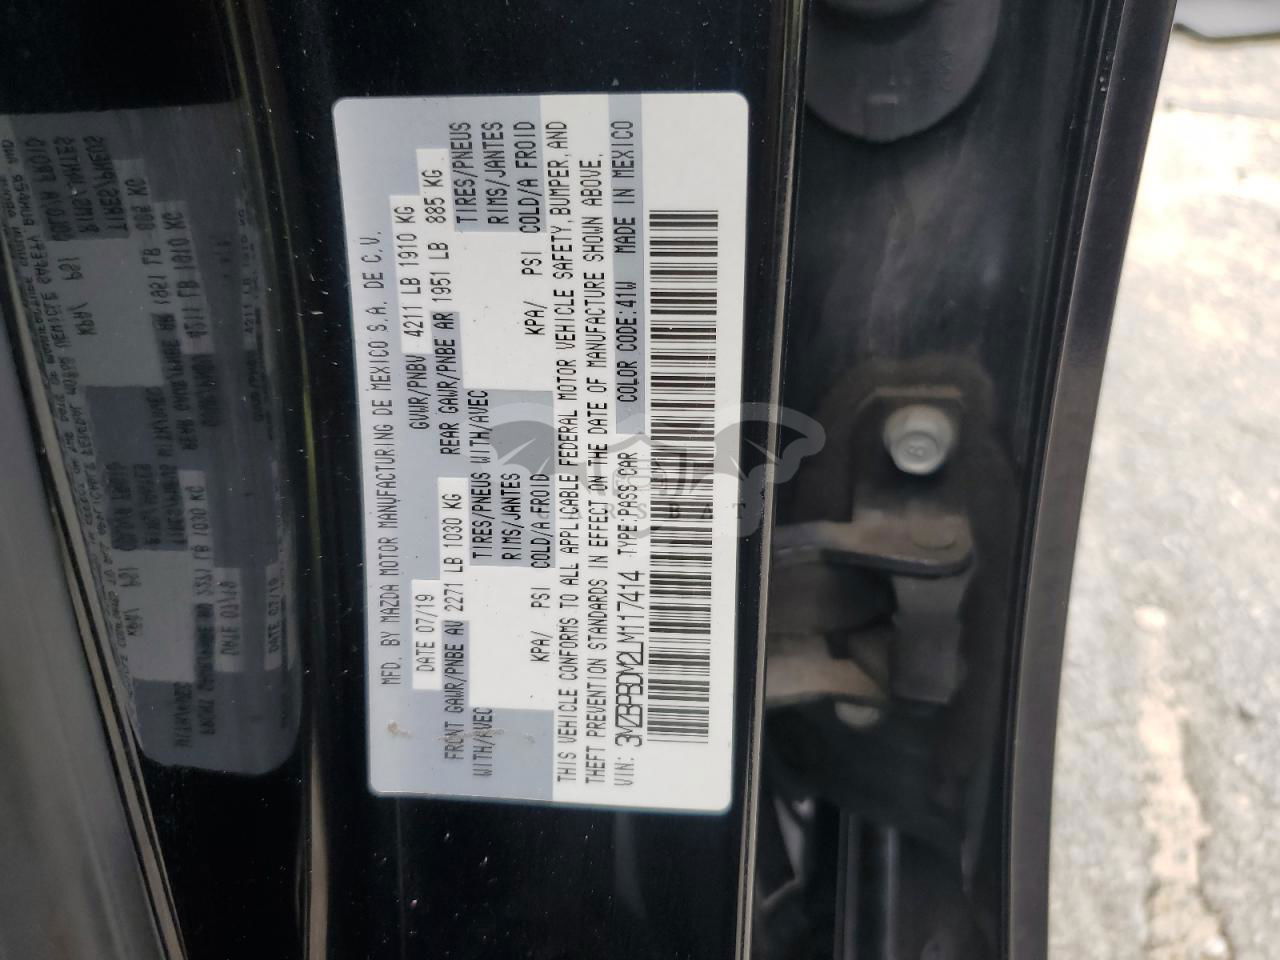 MFD. BY MAZDA MOTOR MANUFACTURING DE MEXICO S.A. DE C.V.
DATE 07/19 GVWR/PNBV 4211 LB 1910 KG
FRONT GAWR/PNBE AV 2271 LB 1030 KG REAR GAWR/PNBE AR 1951 LB 885 KG
WITH/AVEC TIRES/PNEUS WITH/AVEC TIRES/PNEUS
RIMS/JANTES RIMS/JANTES
KPA/ PSI COLD/A FROID KPA/ PSI COLD/A FROID
THIS VEHICLE CONFORMS TO ALL APPLICABLE FEDERAL MOTOR VEHICLE SAFETY, BUMPER, AND
THEFT PREVENTION STANDARDS IN EFFECT ON THE DATE OF MANUFACTURE SHOWN ABOVE.
VIN: 3MZBPBDM2LM117414 TYPE:PASS CAR COLOR CODE:41W MADE IN MEXICO